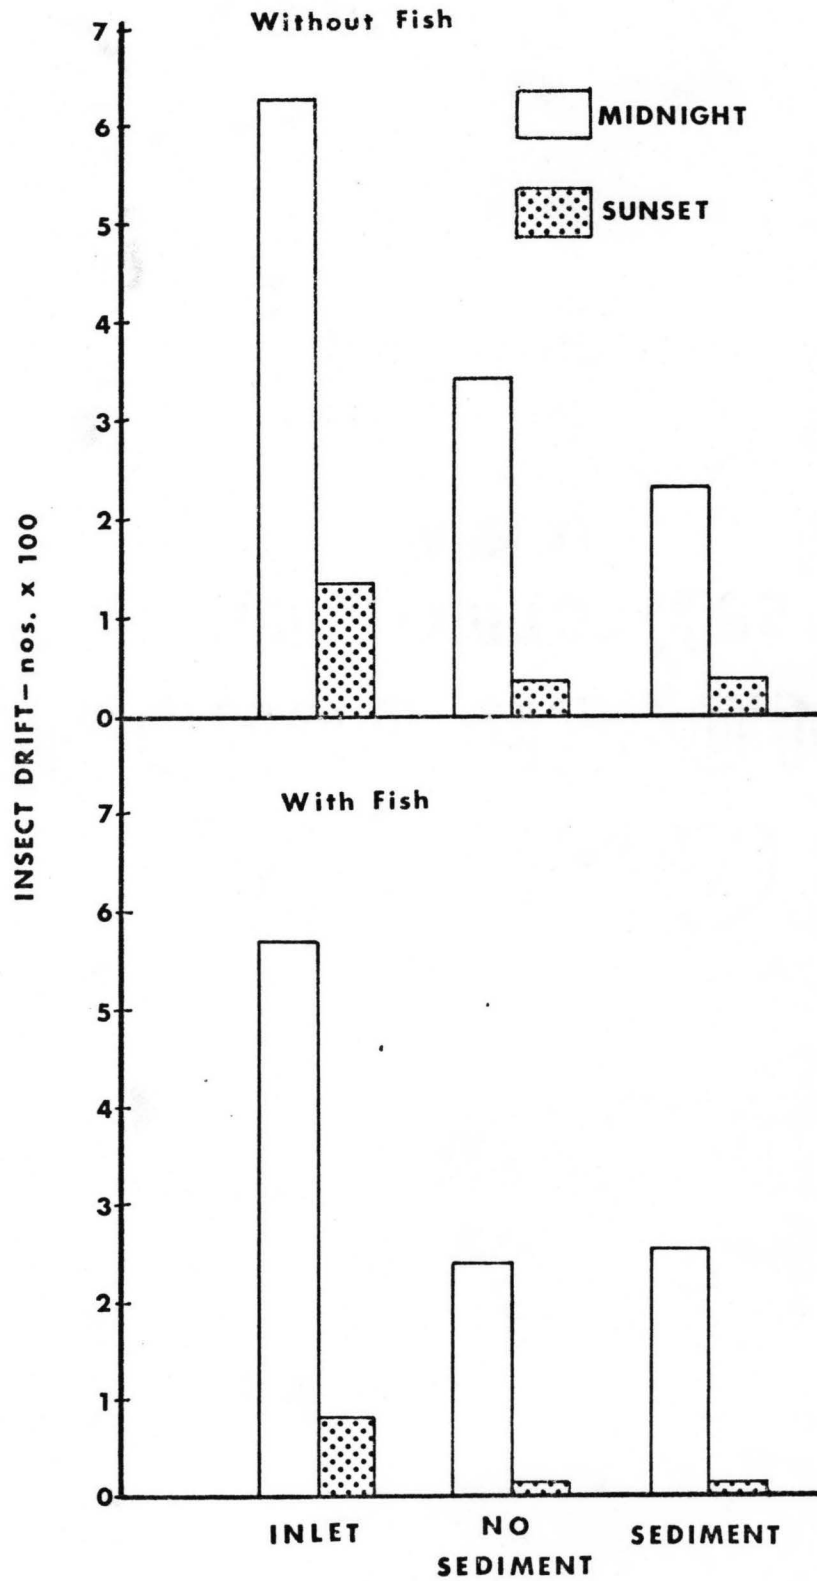 Without Fish
7
6
5
4
3
2
1
0
MIDNIGHT
SUNSET
INSECT DRIFT— nos. x 100
With Fish
7
6
5
4
3
2
1
0
INLET
NO
SEDIMENT
SEDIMENT